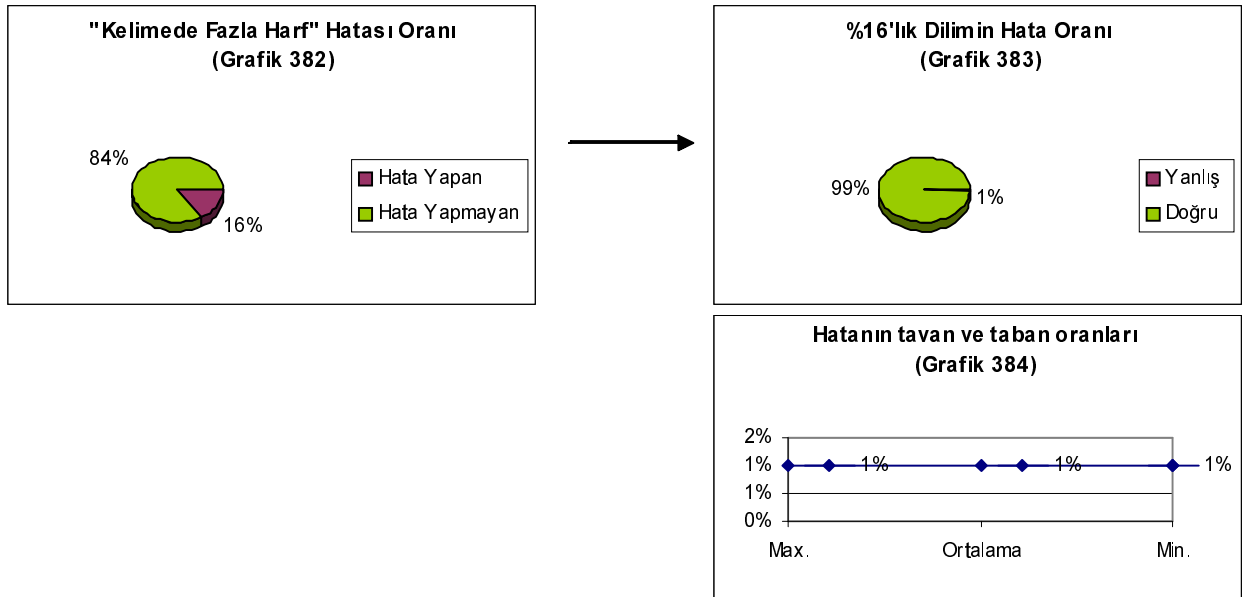 "Kelimede Fazla Harf" Hatası Oranı
(Grafik 382)
84%
16%
Hata Yapan
Hata Yapmayan
%16'lık Dilimin Hata Oranı
(Grafik 383)
99%
1%
Yanlış
Doğru
Hatanın tavan ve taban oranları
(Grafik 384)
2%
1%
1%
0%
1%
1%
1%
Max.
Ortalama
Min.